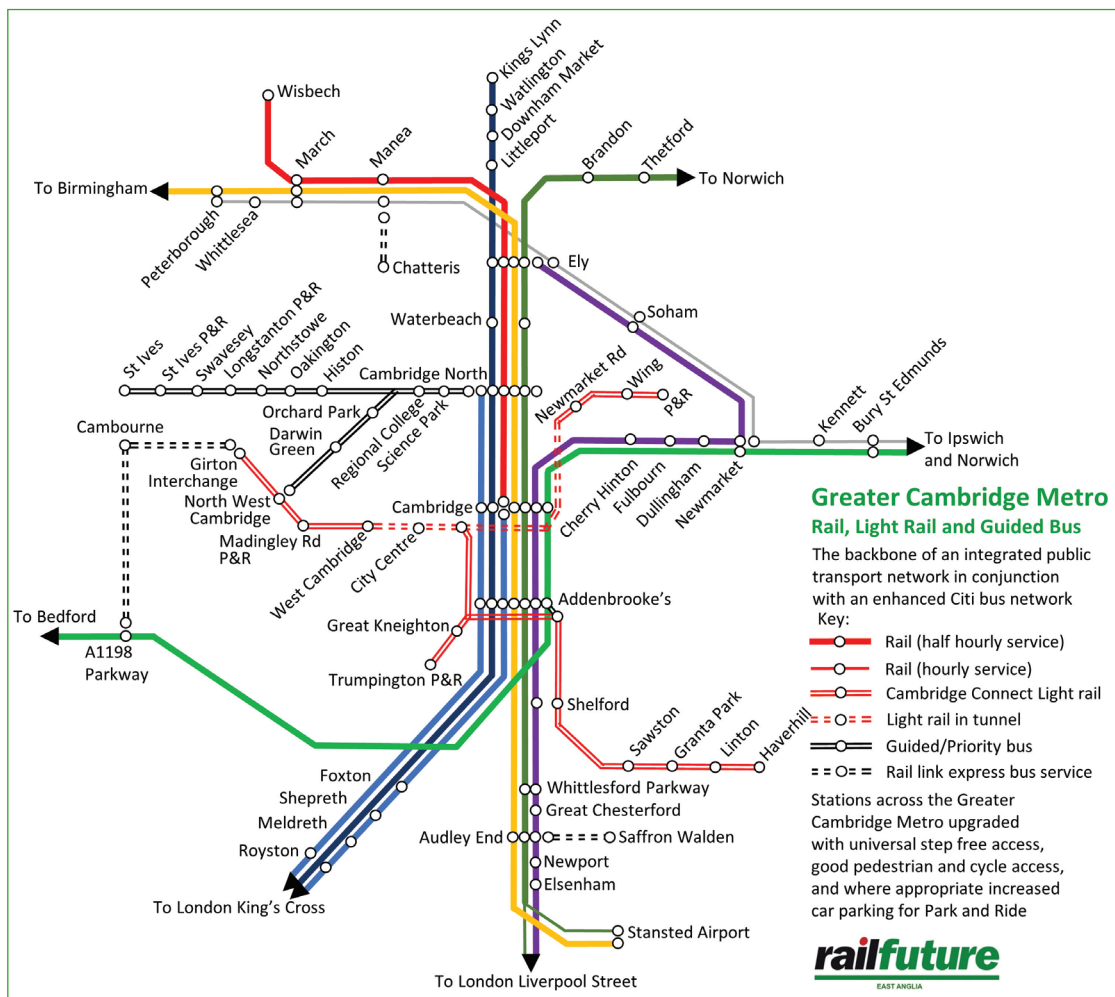 Kings Lynn
Watlington
Downham Market
Littleport
Wisbech
March
Manea
Brandon
Thetford
To Birmingham
To Norwich
Peterborough
Whittlesea
Chatteris
Ely
Soham
Waterbeach
St Ives
St Ives P&R
Swavesey
Longstanton P&R
Northstowe
Oakington
Histon
Cambridge North
Newmarket Rd
Wing
P&R
Kennett
Bury St Edmunds
Orchard Park
Darwin
Green
Regional College
Science Park
Cambourne
Girton
Interchange
North West
Cambridge
Madingley Rd
P&R
West Cambridge
City Centre
Cambridge
Cherry Hinton
Fulbourn
Dullingham
Newmarket
To Ipswich
and Norwich
Greater Cambridge Metro
Rail, Light Rail and Guided Bus
The backbone of an integrated public
transport network in conjunction
with an enhanced Citi bus network
Key:
Rail (half hourly service)
Rail (hourly service)
Cambridge Connect Light rail
Light rail in tunnel
Guided/Priority bus
Rail link express bus service
Stations across the Greater
Cambridge Metro upgraded
with universal step free access,
good pedestrian and cycle access,
and where appropriate increased
car parking for Park and Ride
railfuture
EAST ANGLIA
To Bedford
A1198
Parkway
Addenbrooke's
Great Kneighton
Trumpington P&R
Shelford
Sawston
Granta Park
Linton
Haverhill
Foxton
Shepreth
Meldreth
Royston
To London King's Cross
Whittlesford Parkway
Great Chesterford
Audley End
Saffron Walden
Newport
Elsenham
Stansted Airport
To London Liverpool Street